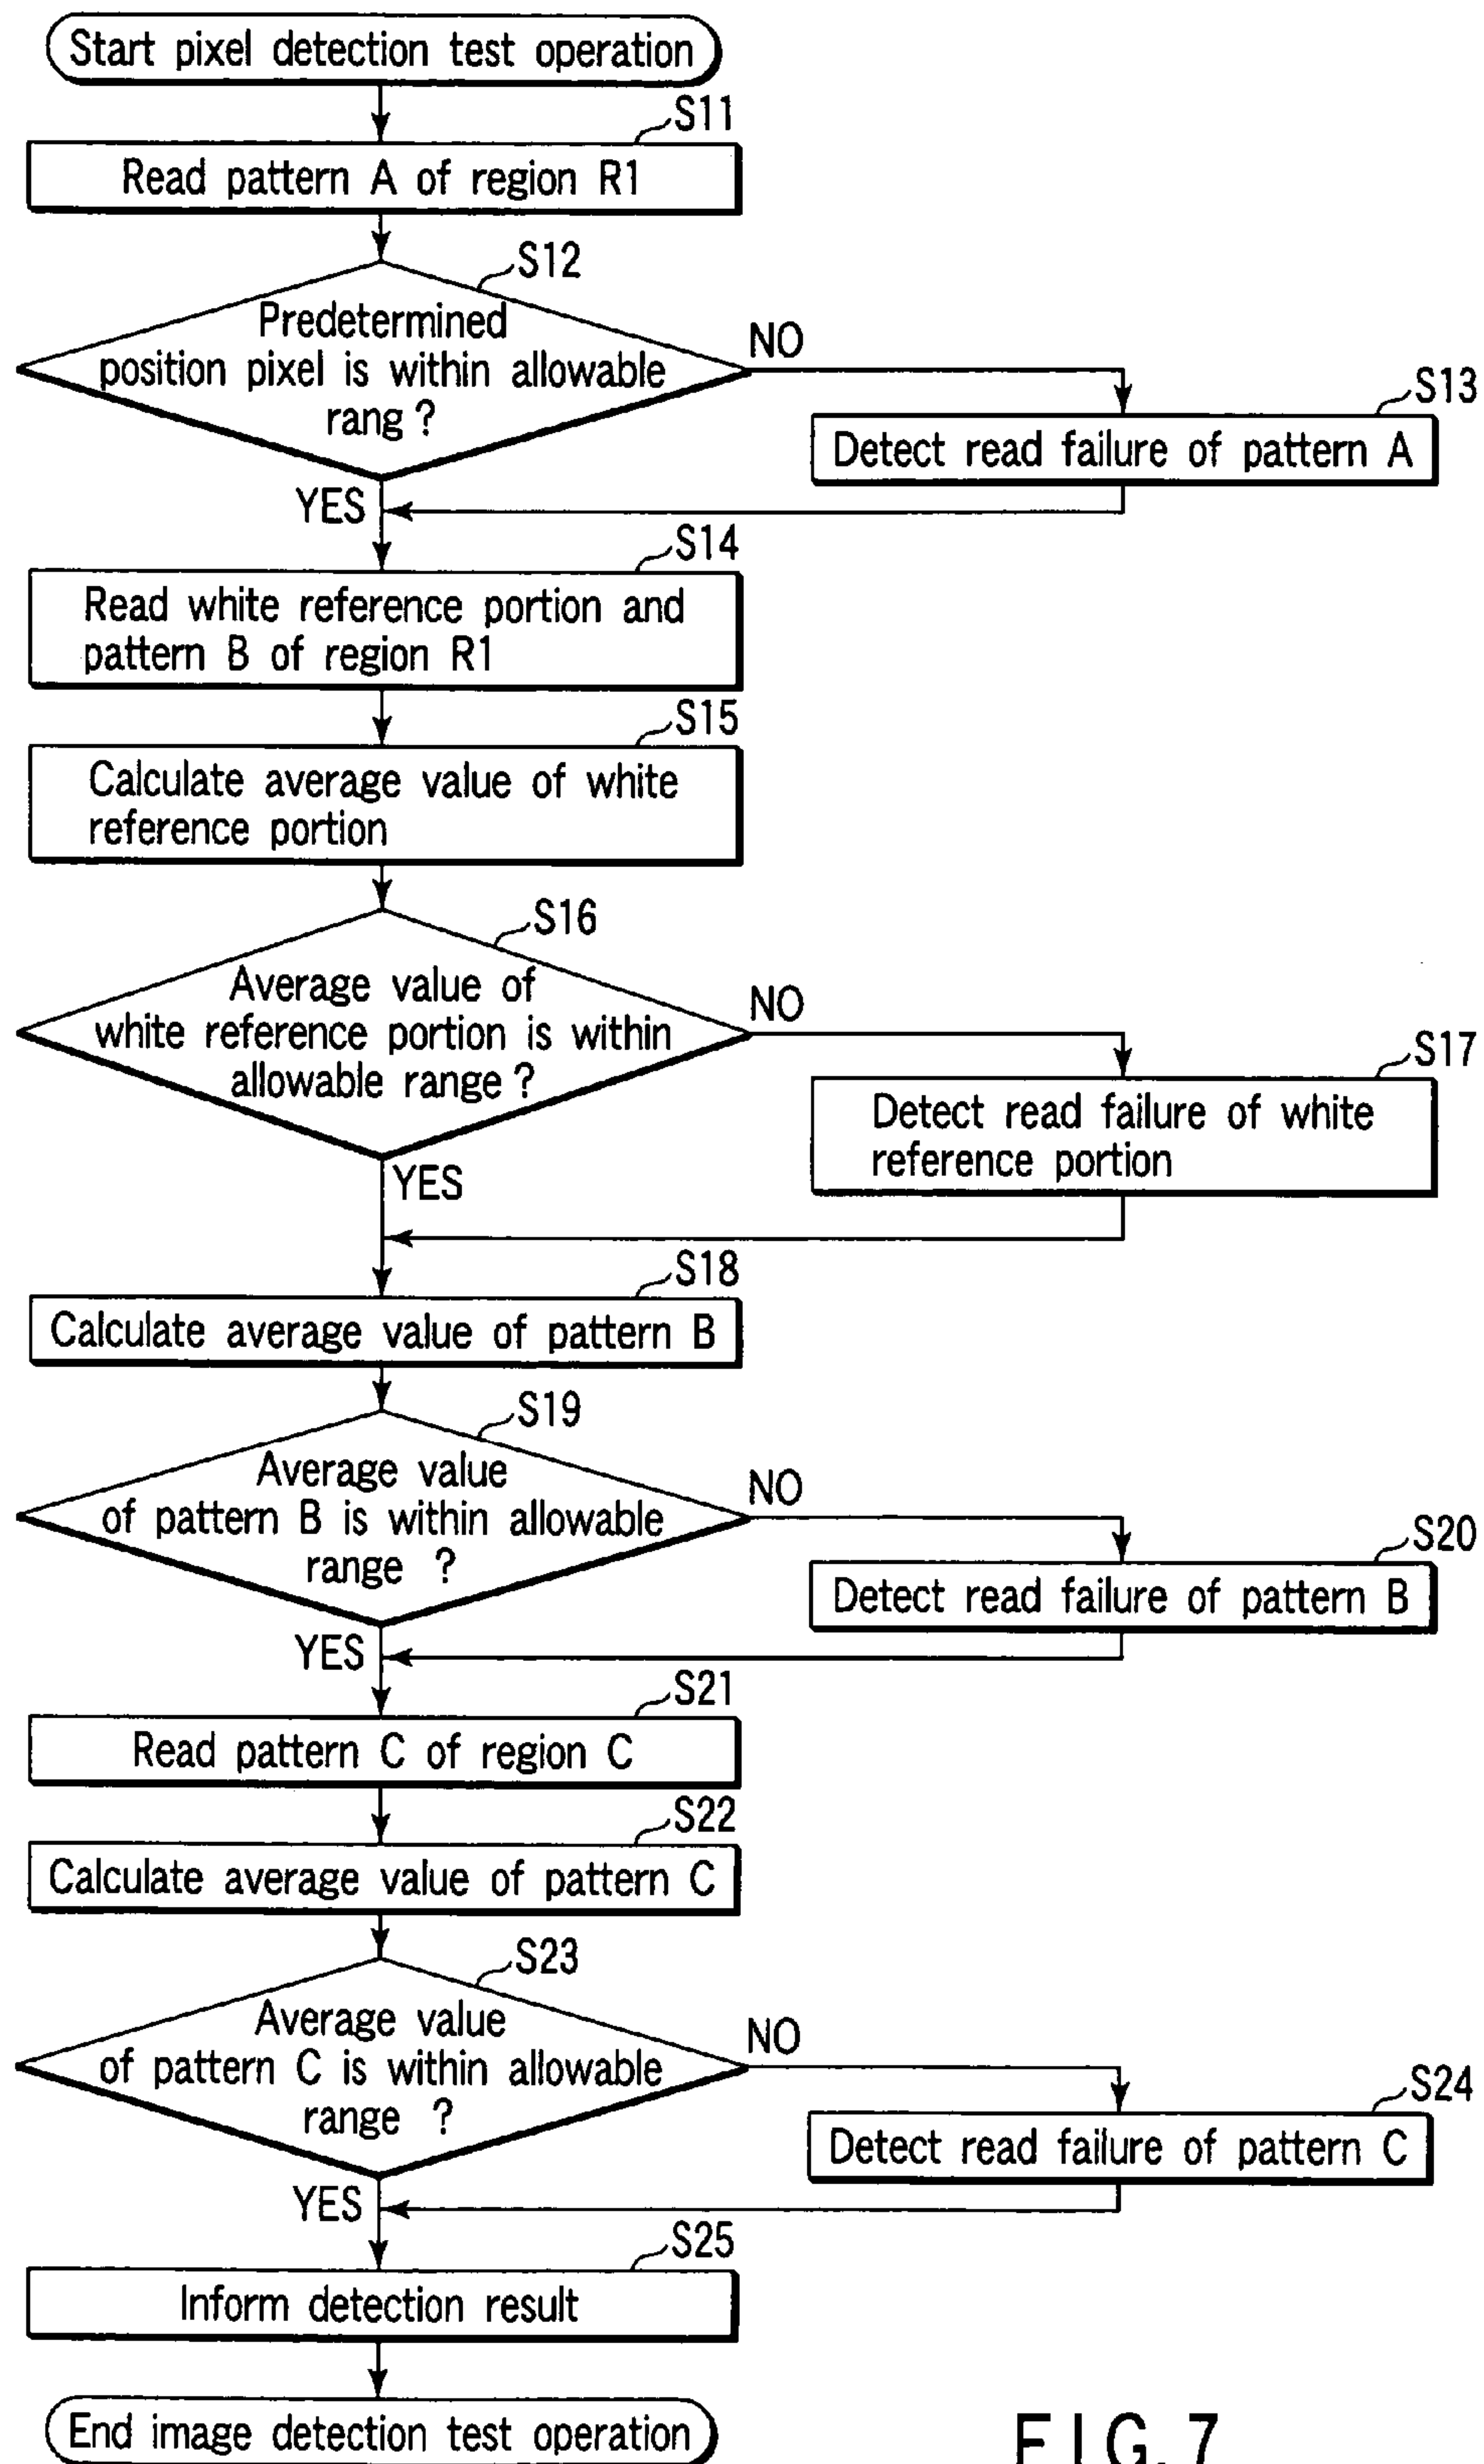 Start pixel detection test operation
S11
Read pattern A of region R1
S12
Predetermined
position pixel is within allowable
rang ?
NO
S13
Detect read failure of pattern A
YES
S14
Read white reference portion and
pattern B of region R1
S15
Calculate average value of white
reference portion
S16
Average value of
white reference portion is within
allowable range ?
NO
S17
Detect read failure of white
reference portion
YES
S18
Calculate average value of pattern B
S19
Average value
of pattern B is within allowable
range ?
NO
S20
Detect read failure of pattern B
YES
S21
Read pattern C of region C
S22
Calculate average value of pattern C
S23
Average value
of pattern C is within allowable
range ?
NO
S24
Detect read failure of pattern C
YES
S25
Inform detection result
End image detection test operation
FIG. 7